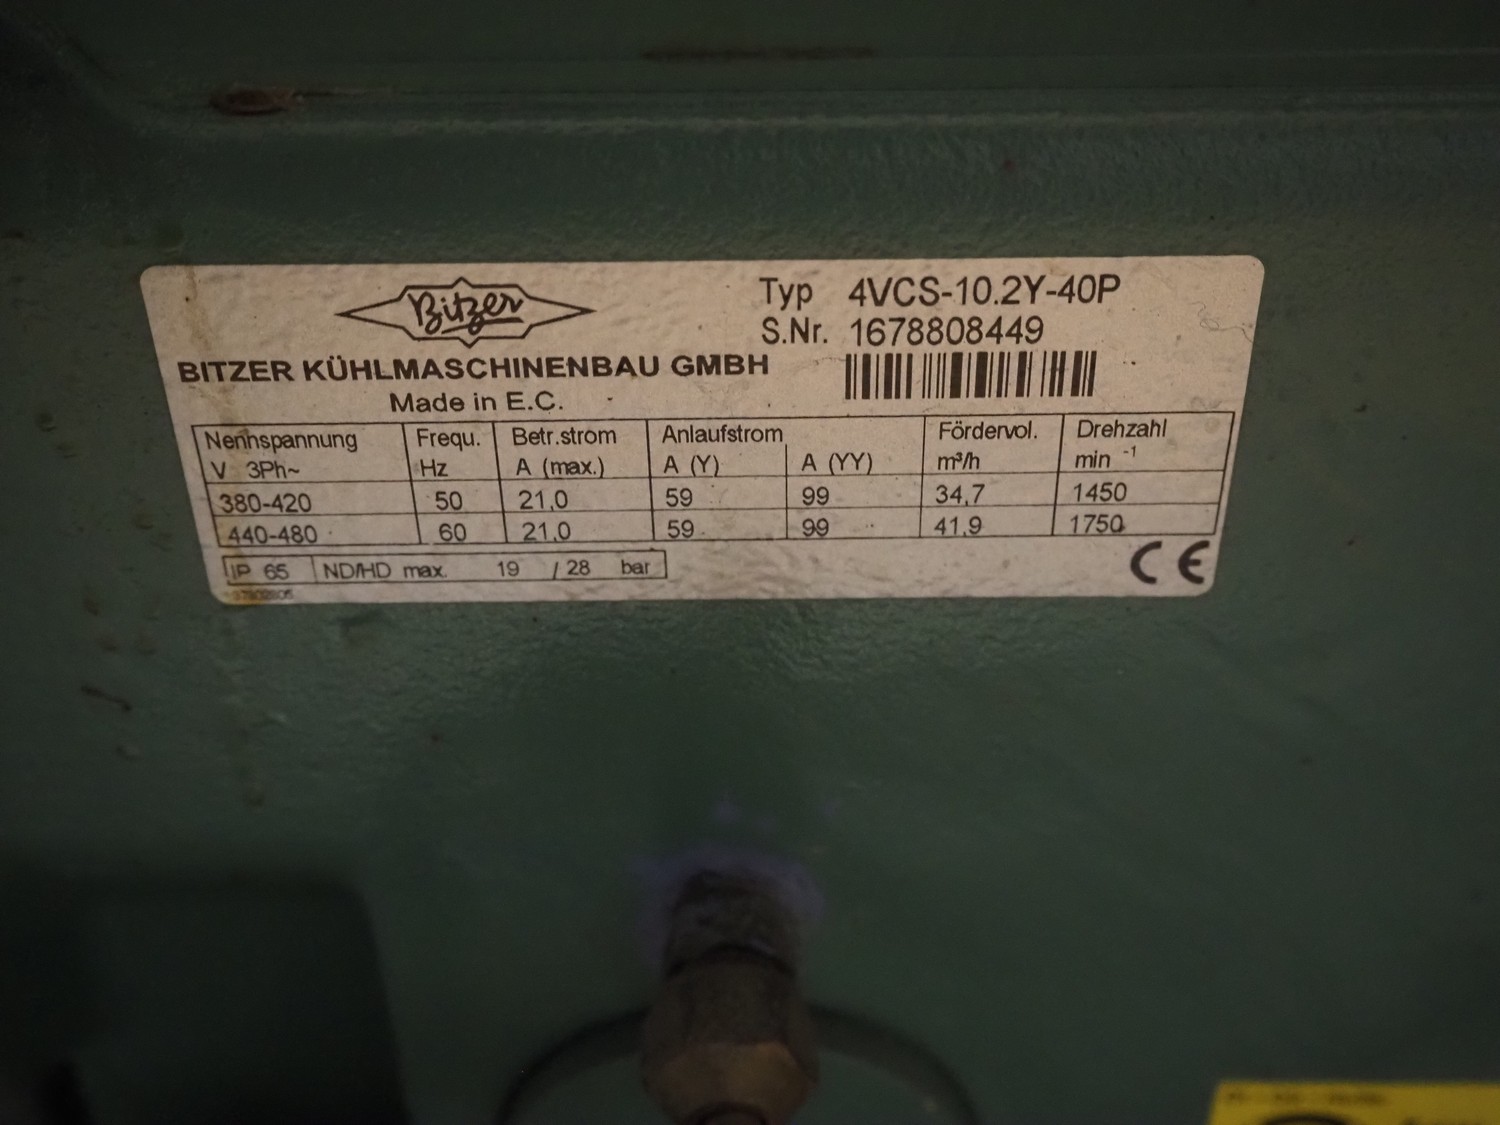 Bitzer
Typ 4VCS-10.2Y-40P
S.Nr. 1678808449
BITZER KÜHLMASCHINENBAU GMBH
Made in E.C.
Nennspannung Frequ. Betr.strom Anlaufstrom Fördervol. Drehzahl
V 3Ph~ Hz A (max.) A (Y) A (YY) m³/h min -1
380-420 50 21,0 59 99 34,7 1450
440-480 60 21,0 59 99 41,9 1750
IP 65 ND/HD max. 19 / 28 bar
CE